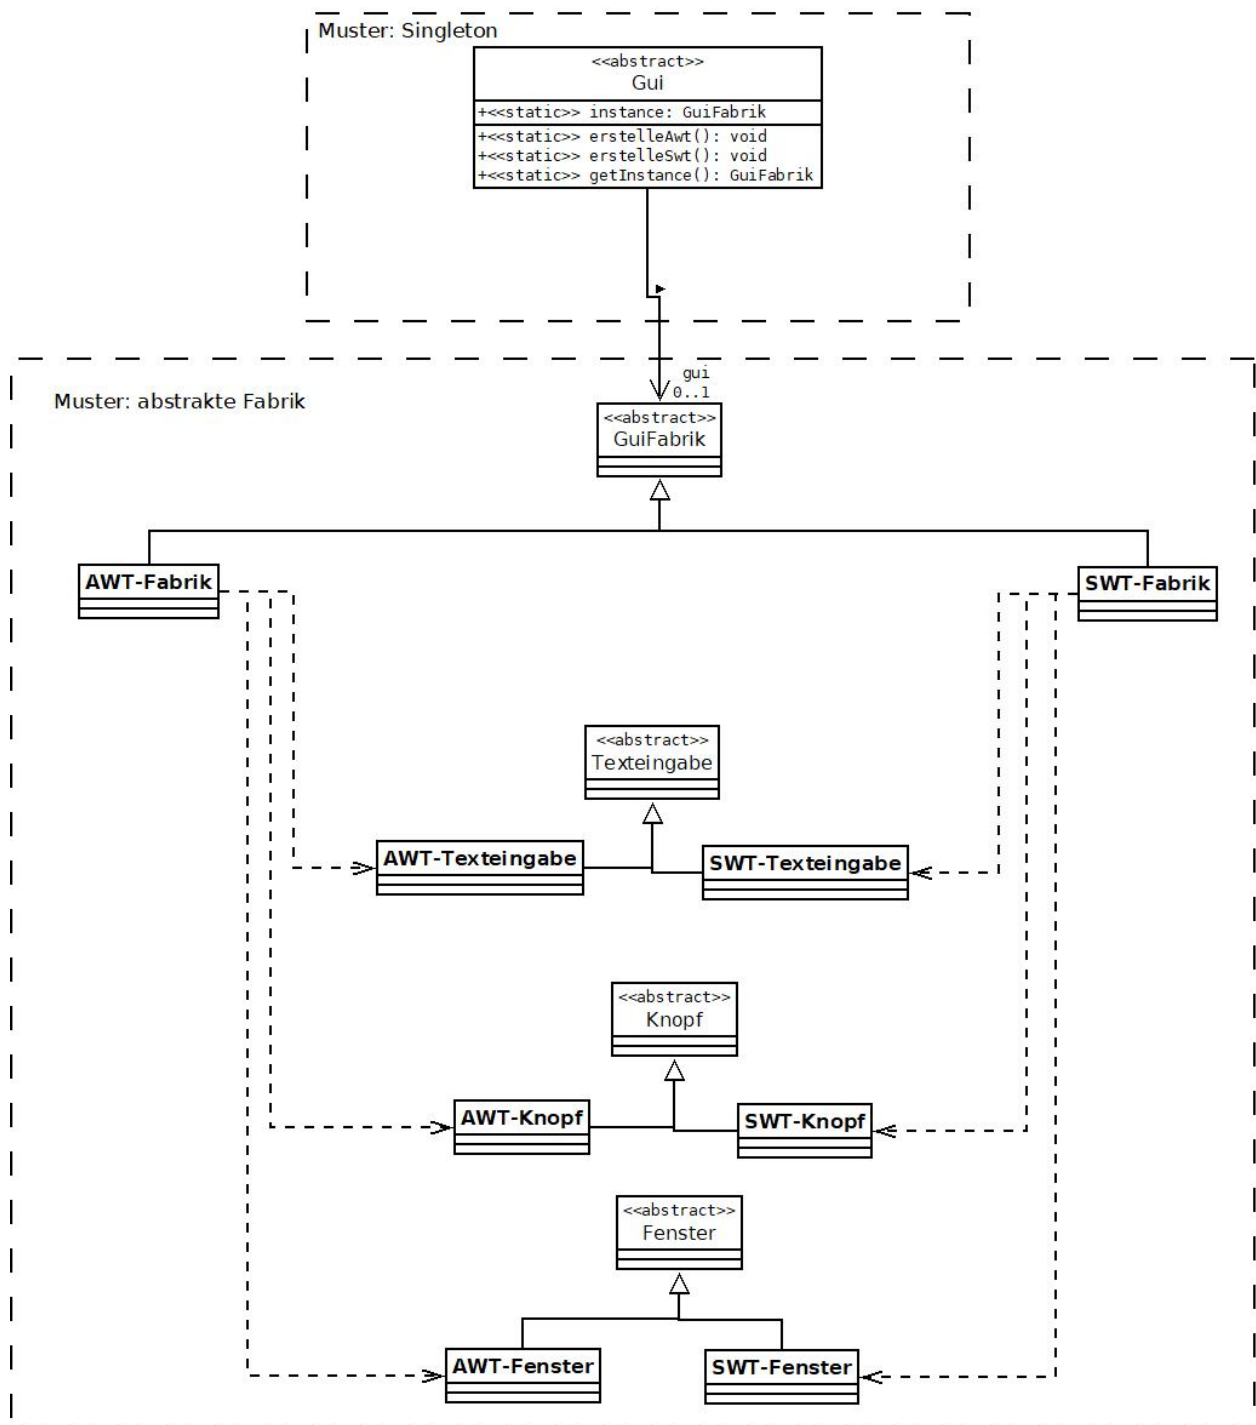 Muster: Singleton
<<abstract>>
Gui
+<<static>> instance: GuiFabrik
+<<static>> erstelleAwt(): void
+<<static>> erstelleSwt(): void
+<<static>> getInstance(): GuiFabrik
gui
0..1
Muster: abstrakte Fabrik
<<abstract>>
GuiFabrik
AWT-Fabrik
SWT-Fabrik
<<abstract>>
Texteingabe
AWT-Texteingabe
SWT-Texteingabe
<<abstract>>
Knopf
AWT-Knopf
SWT-Knopf
<<abstract>>
Fenster
AWT-Fenster
SWT-Fenster